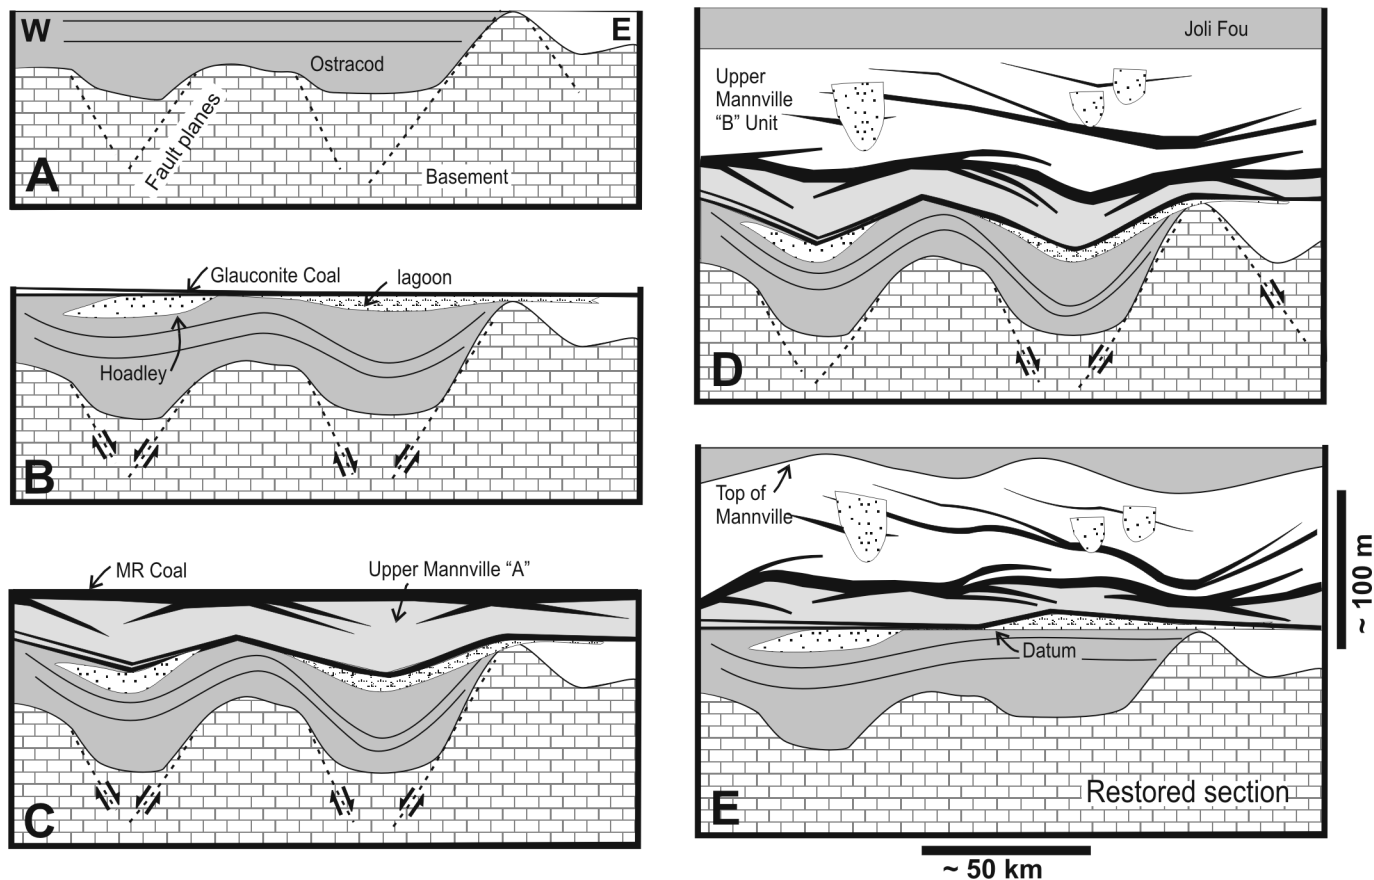 W
E
Ostracod
Fault planes
Basement
A
Glauconite Coal
lagoon
Hoadley
B
MR Coal
Upper Mannville “A”
C
Joli Fou
Upper
Mannville
“B” Unit
D
Top of
Mannville
Datum
Restored section
E
~ 100 m
~ 50 km